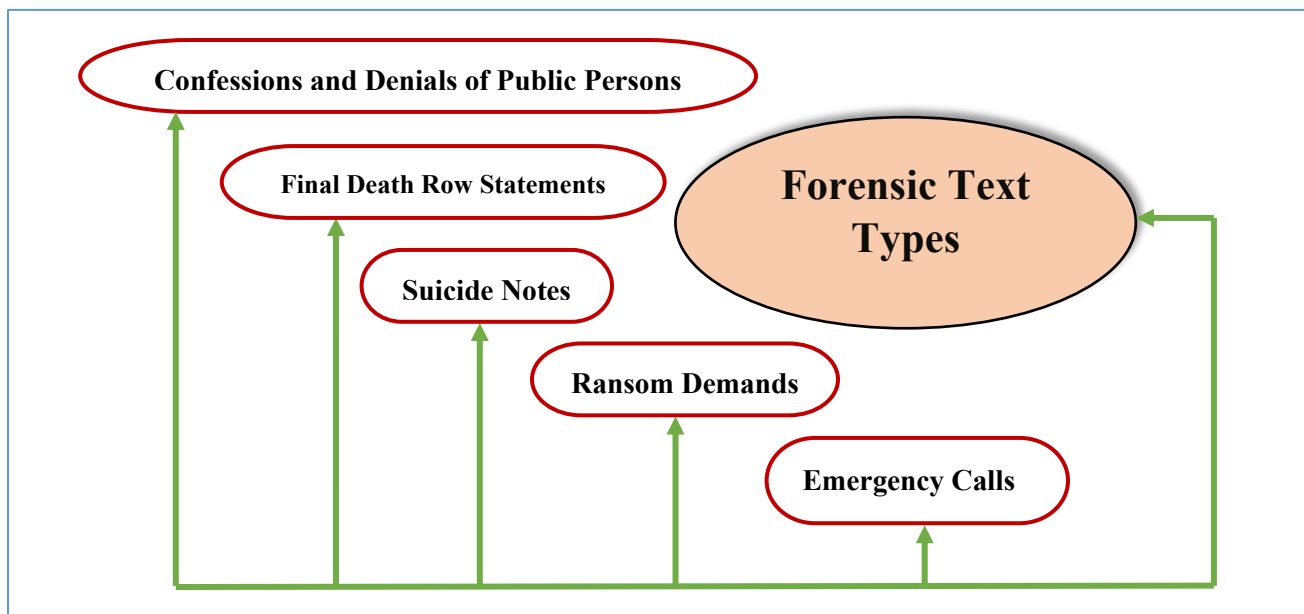 Confessions and Denials of Public Persons
Forensic Text
Types
Final Death Row Statements
Suicide Notes
Ransom Demands
Emergency Calls